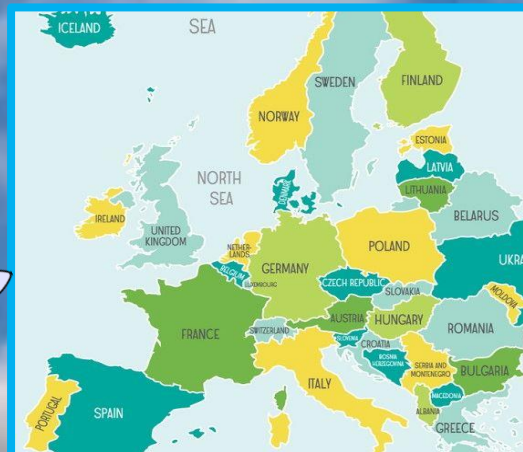 ICELAND
SEA
SWEDEN
FINLAND
NORWAY
ESTONIA
LATVIA
LITHUANIA
NORTH
SEA
DENMARK
BELARUS
IRELAND
UNITED
KINGDOM
NETHER-
LANDS
POLAND
BELGIUM
GERMANY
LUXEMBOURG
UKRA
CZECH REPUBLIC
SLOVAKIA
MOLDOVA
FRANCE
AUSTRIA
HUNGARY
SWITZERLAND
ROMANIA
SLOVENIA
CROATIA
BOSNIA
HERZEGOVINA
SERBIA AND
MONTENEGRO
BULGARIA
ITALY
PORTUGAL
SPAIN
MACEDONIA
ALBANIA
GREECE